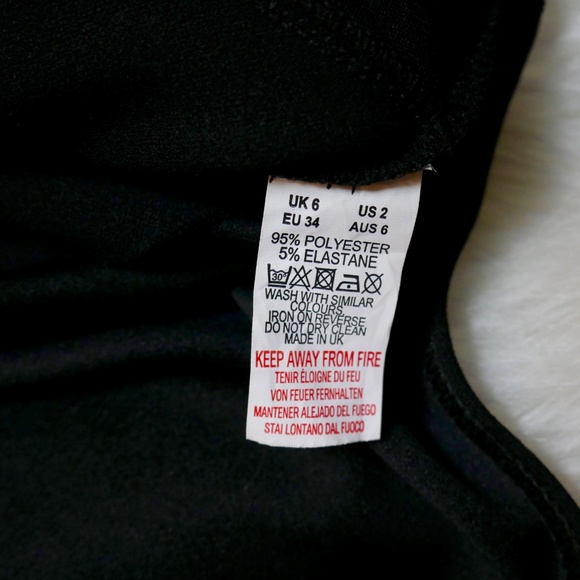 UK 6 US 2
EU 34 AUS 6
95% POLYESTER
5% ELASTANE
30°
WASH WITH SIMILAR
COLOURS.
IRON ON REVERSE
DO NOT DRY CLEAN
MADE IN UK
KEEP AWAY FROM FIRE
TENIR ÉLOIGNE DU FEU
VON FEUER FERNHALTEN
MANTENER ALEJADO DEL FUEGO
STAI LONTANO DAL FUOCO